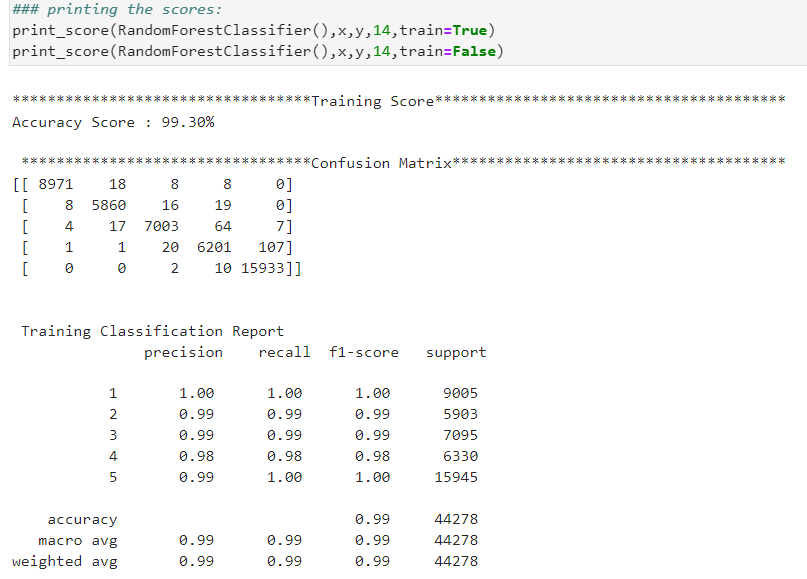 ### printing the scores:
print_score(RandomForestClassifier(),x,y,14,train=True)
print_score(RandomForestClassifier(),x,y,14,train=False)
**********************************Training Score****************************************
Accuracy Score : 99.30%
*********************************Confusion Matrix**************************************
[[ 8971 18 8 8 0]
[ 8 5860 16 19 0]
[ 4 17 7003 64 7]
[ 1 1 20 6201 107]
[ 0 0 2 10 15933]]
Training Classification Report
precision recall f1-score support
1 1.00 1.00 1.00 9005
2 0.99 0.99 0.99 5903
3 0.99 0.99 0.99 7095
4 0.98 0.98 0.98 6330
5 0.99 1.00 1.00 15945
accuracy 0.99 44278
macro avg 0.99 0.99 0.99 44278
weighted avg 0.99 0.99 0.99 44278